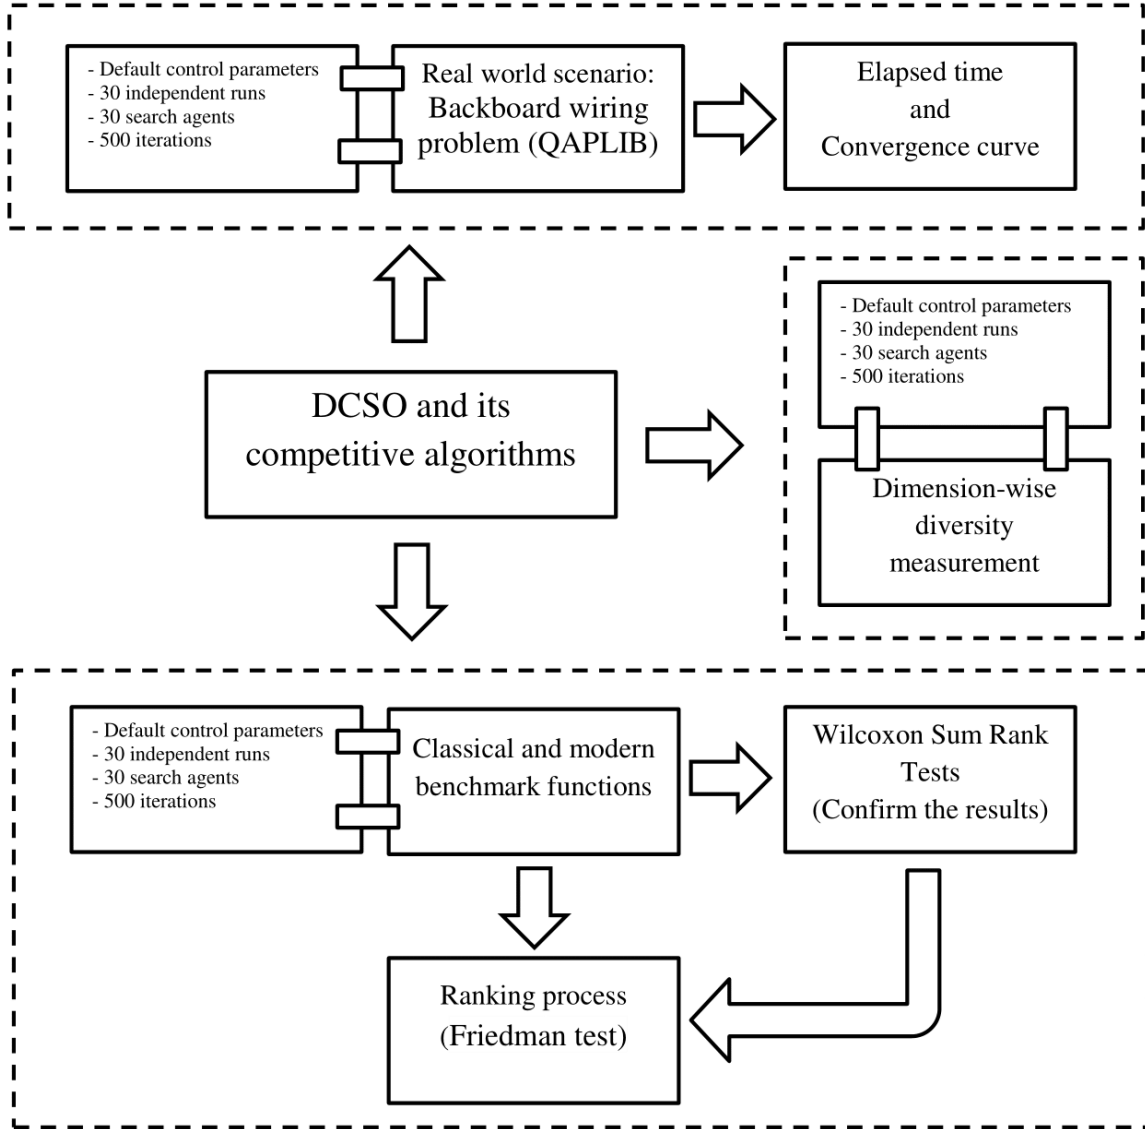 - Default control parameters
- 30 independent runs
- 30 search agents
- 500 iterations
Real world scenario:
Backboard wiring
problem (QAPLIB)
Elapsed time
and
Convergence curve
DCSO and its
competitive algorithms
- Default control parameters
- 30 independent runs
- 30 search agents
- 500 iterations
Dimension-wise
diversity
measurement
- Default control parameters
- 30 independent runs
- 30 search agents
- 500 iterations
Classical and modern
benchmark functions
Wilcoxon Sum Rank
Tests
(Confirm the results)
Ranking process
(Friedman test)